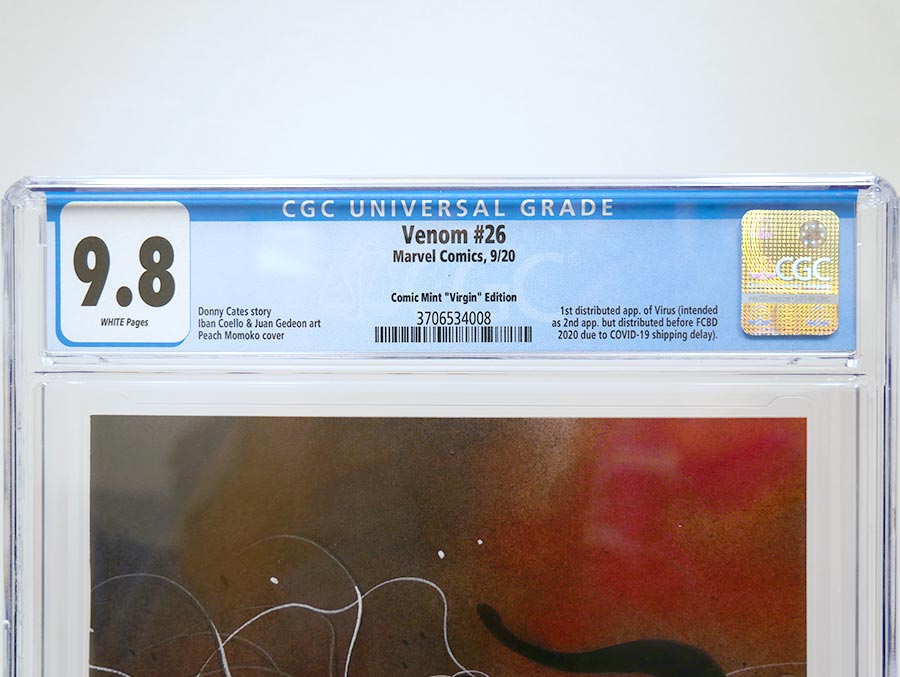 CGC UNIVERSAL GRADE
9.8
WHITE Pages
Venom #26
Marvel Comics, 9/20
Comic Mint "Virgin" Edition
3706534008
Donny Cates story
Iban Coello & Juan Gedeon art
Peach Momoko cover
1st distributed app. of Virus (intended
as 2nd app. but distributed before FCBD
2020 due to COVID-19 shipping delay).
CGC